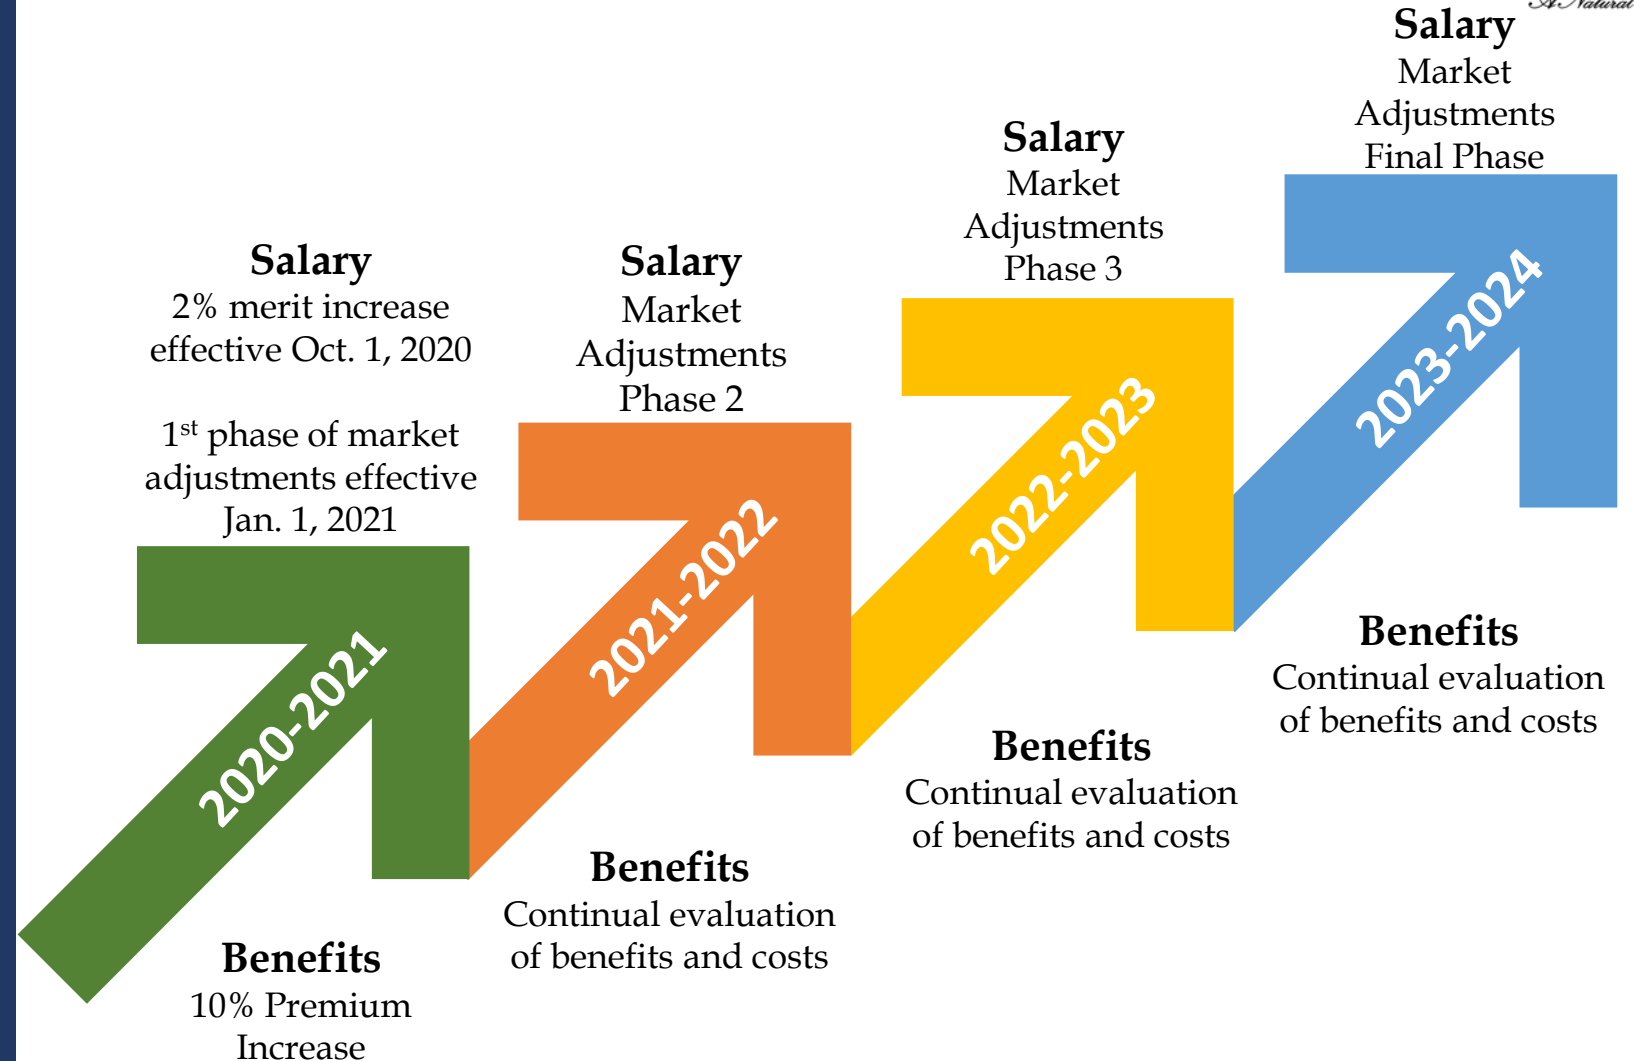 A Natural
Salary
2% merit increase
effective Oct. 1, 2020
1st phase of market
adjustments effective
Jan. 1, 2021
2020-2021
Benefits
10% Premium
Increase
Salary
Market
Adjustments
Phase 2
2021-2022
Benefits
Continual evaluation
of benefits and costs
Salary
Market
Adjustments
Phase 3
2022-2023
Benefits
Continual evaluation
of benefits and costs
Salary
Market
Adjustments
Final Phase
2023-2024
Benefits
Continual evaluation
of benefits and costs